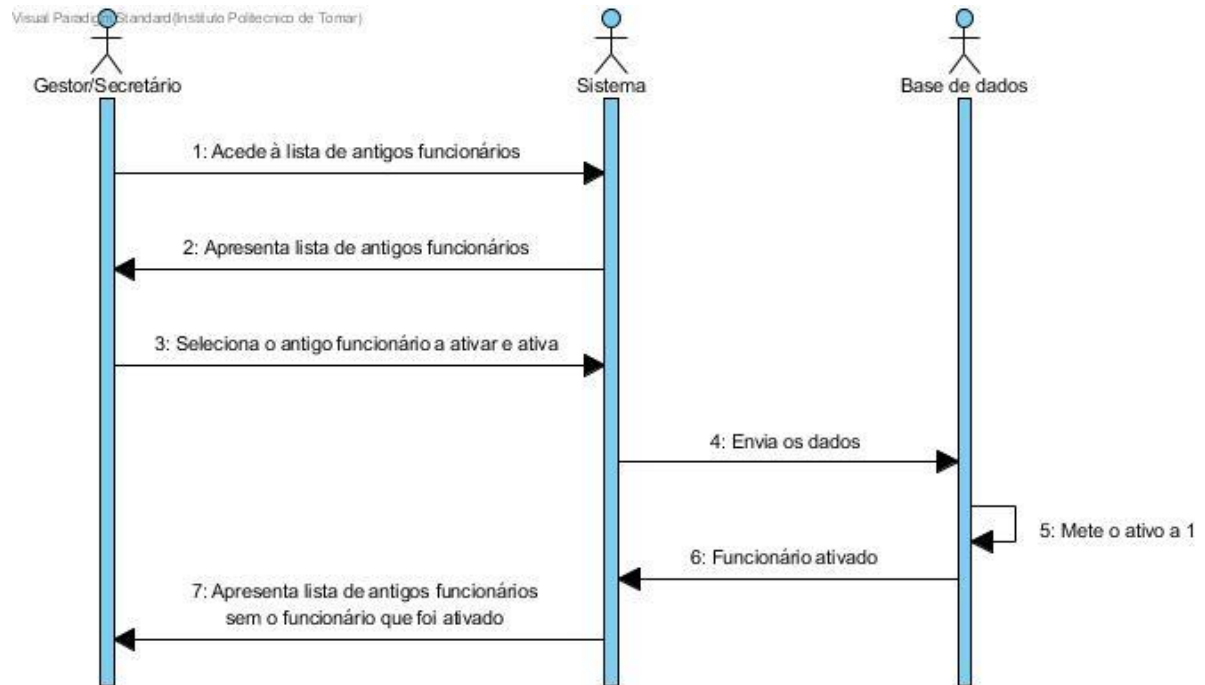 Visual Paradigm Standard(Instituto Politecnico de Tomar)
Gestor/Secretário
Sistema
Base de dados
1: Acede à lista de antigos funcionários
2: Apresenta lista de antigos funcionários
3: Seleciona o antigo funcionário a ativar e ativa
4: Envia os dados
5: Mete o ativo a 1
6: Funcionário ativado
7: Apresenta lista de antigos funcionários
sem o funcionário que foi ativado